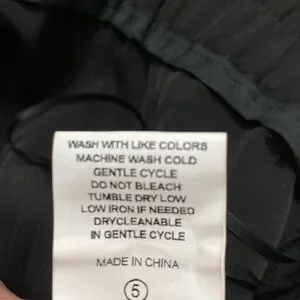 WASH WITH LIKE COLORS
MACHINE WASH COLD
GENTLE CYCLE
DO NOT BLEACH
TUMBLE DRY LOW
LOW IRON IF NEEDED
DRYCLEANABLE
IN GENTLE CYCLE
MADE IN CHINA
5